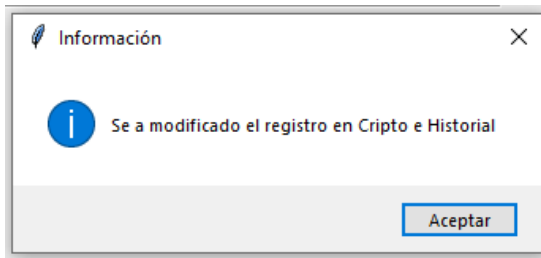 Información
Se a modificado el registro en Cripto e Historial
Aceptar